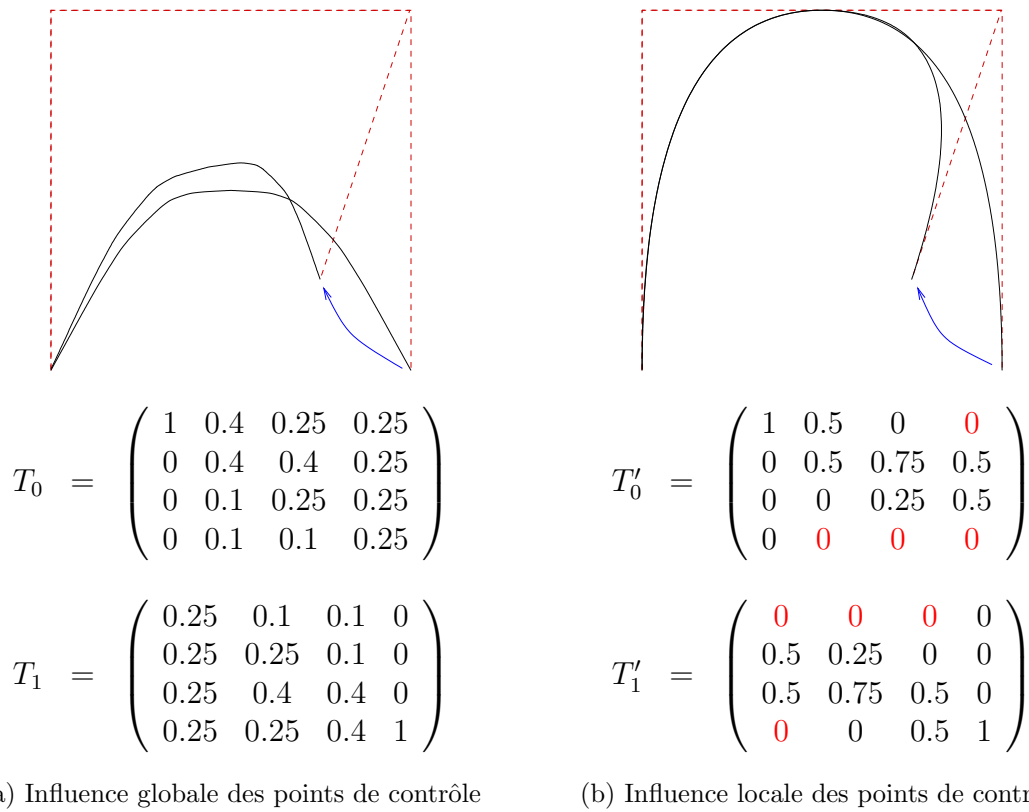 T₀ = ( 1 0.4 0.25 0.25
0 0.4 0.4 0.25
0 0.1 0.25 0.25
0 0.1 0.1 0.25 )
T₁ = ( 0.25 0.1 0.1 0
0.25 0.25 0.1 0
0.25 0.4 0.4 0
0.25 0.25 0.4 1 )
) Influence globale des points de contrôle
T′₀ = ( 1 0.5 0 0
0 0.5 0.75 0.5
0 0 0.25 0.5
0 0 0 0 )
T′₁ = ( 0 0 0 0
0.5 0.25 0 0
0.5 0.75 0.5 0
0 0 0.5 1 )
(b) Influence locale des points de